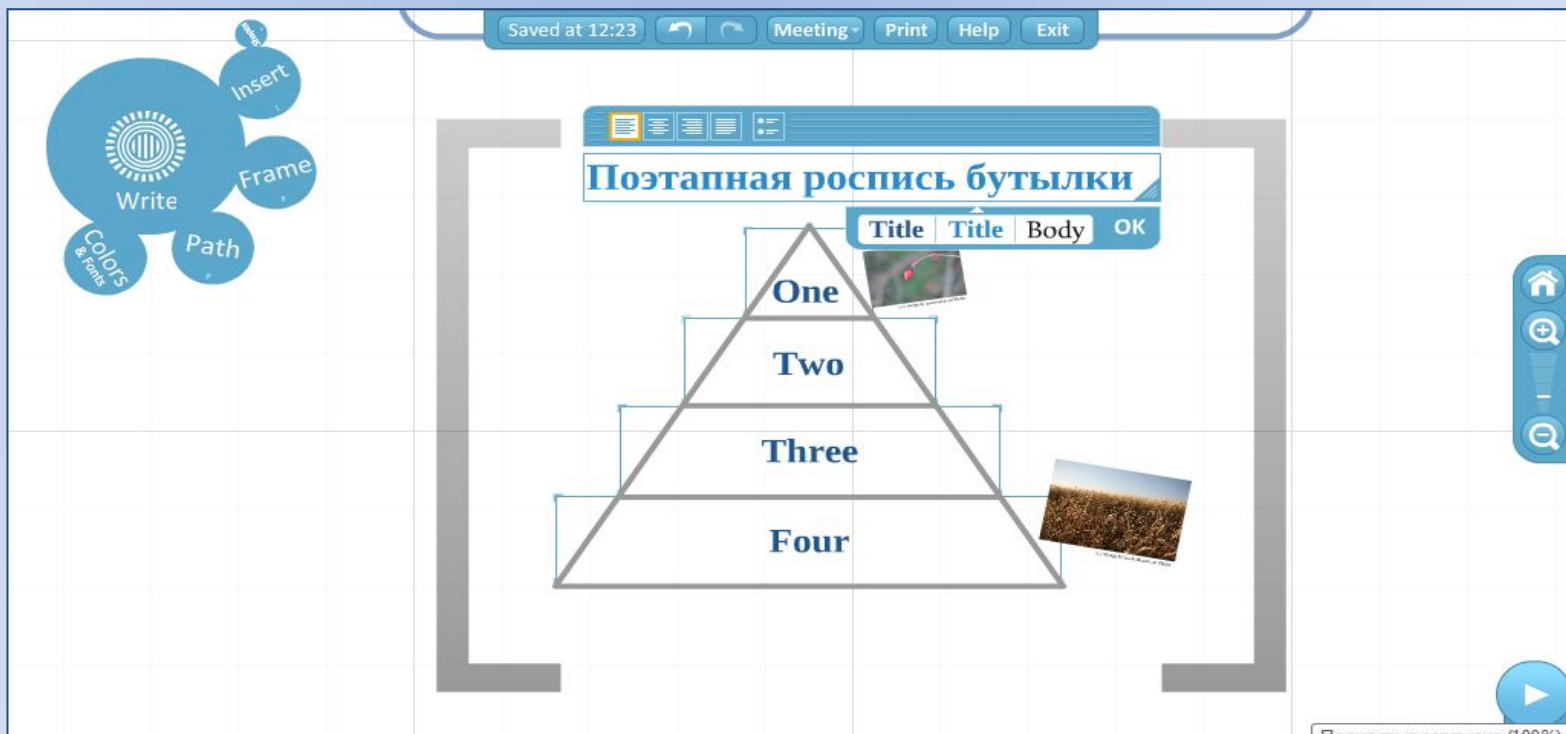 Saved at 12:23 Meeting Print Help Exit
Insert
Frame
Write
Path
Colors
& Fonts
Поэтапная роспись бутылки
Title Title Body OK
One
Two
Three
Four